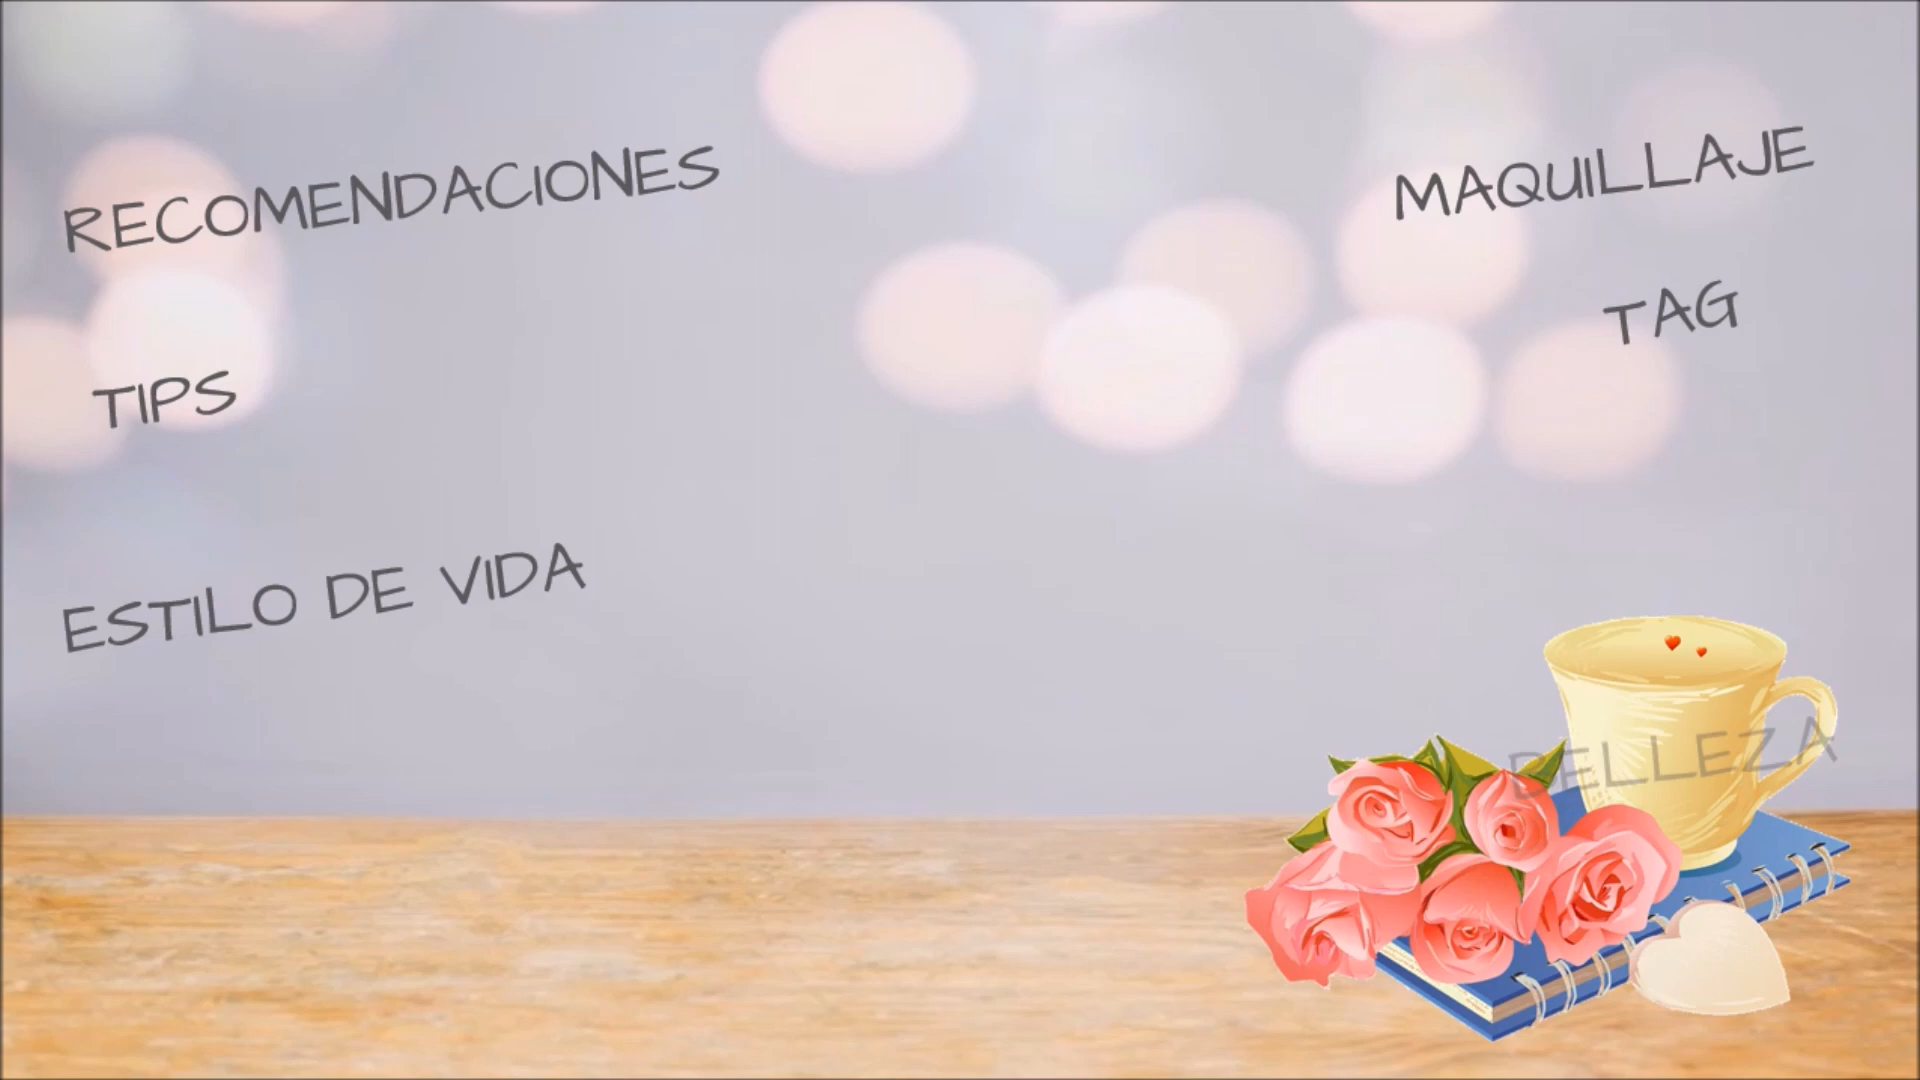 RECOMENDACIONES
MAQUILLAJE
TAG
TIPS
ESTILO DE VIDA
BELLEZA